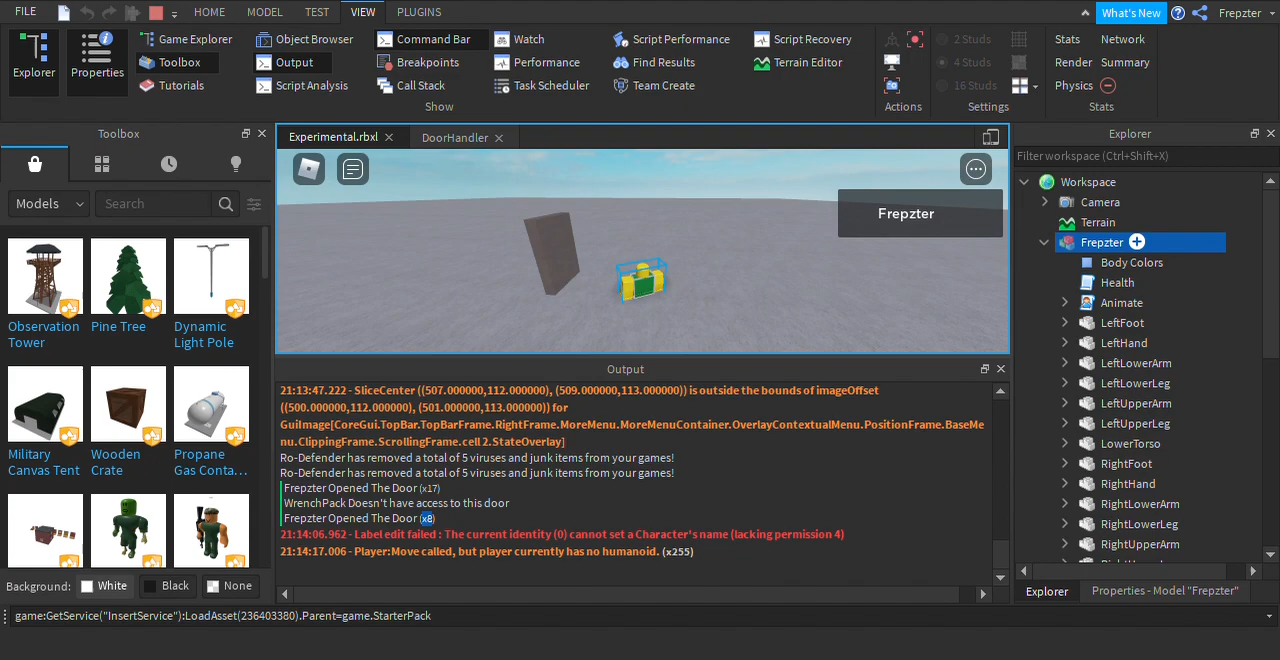 FILE HOME MODEL TEST VIEW PLUGINS What's New Frepzter
Explorer
Properties
Game Explorer Object Browser Command Bar Watch Script Performance Script Recovery
Toolbox Output Breakpoints Performance Find Results Terrain Editor
Tutorials Script Analysis Call Stack Task Scheduler Team Create
Show
Actions
2 Studs
4 Studs
16 Studs
Settings
Stats Network
Render Summary
Physics
Stats
Toolbox
Models Search
Observation Tower
Pine Tree
Dynamic Light Pole
Military Canvas Tent
Wooden Crate
Propane Gas Conta...
Background: White Black None
Experimental.rbxl DoorHandler
Frepzter
Output
21:13:47.222 - SliceCenter ((507.000000,112.000000), (509.000000,113.000000)) is outside the bounds of imageOffset
((500.000000,112.000000), (501.000000,113.000000)) for
GuiImage[CoreGui.TopBar.TopBarFrame.RightFrame.MoreMenu.MoreMenuContainer.OverlayContextualMenu.PositionFrame.BaseMe
nu.ClippingFrame.ScrollingFrame.cell 2.StateOverlay]
Ro-Defender has removed a total of 5 viruses and junk items from your games!
Ro-Defender has removed a total of 5 viruses and junk items from your games!
Frepzter Opened The Door (x17)
WrenchPack Doesn't have access to this door
Frepzter Opened The Door (x8)
21:14:06.962 - Label edit failed : The current identity (0) cannot set a Character's name (lacking permission 4)
21:14:17.006 - Player:Move called, but player currently has no humanoid. (x255)
Explorer
Filter workspace (Ctrl+Shift+X)
Workspace
Camera
Terrain
Frepzter
Body Colors
Health
Animate
LeftFoot
LeftHand
LeftLowerArm
LeftLowerLeg
LeftUpperArm
LeftUpperLeg
LowerTorso
RightFoot
RightHand
RightLowerArm
RightLowerLeg
RightUpperArm
Explorer Properties - Model "Frepzter"
game:GetService("InsertService"):LoadAsset(236403380).Parent=game.StarterPack